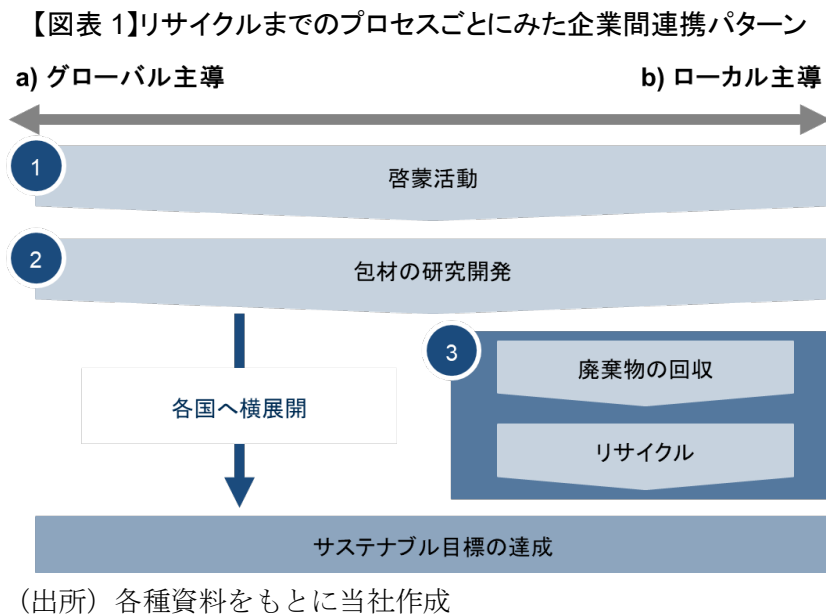 【図表 1】リサイクルまでのプロセスごとにみた企業間連携パターン
a) グローバル主導
b) ローカル主導
1
啓蒙活動
2
包材の研究開発
3
廃棄物の回収
各国へ横展開
リサイクル
サステナブル目標の達成
（出所）各種資料をもとに当社作成